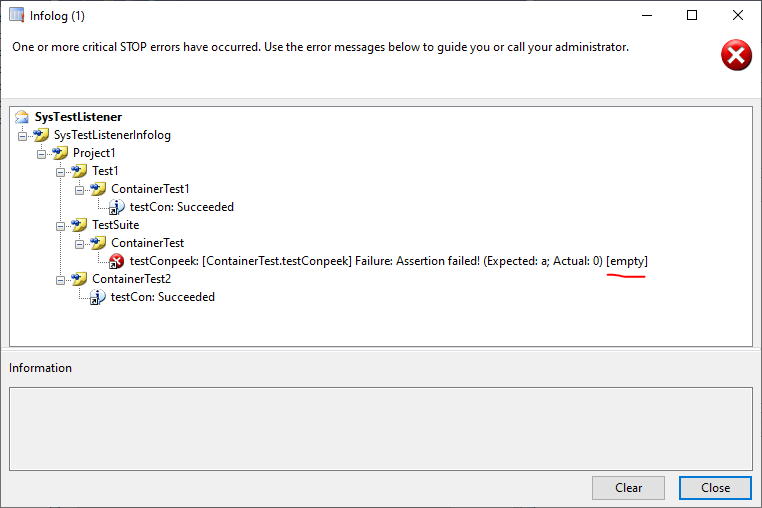 Infolog (1)
One or more critical STOP errors have occurred. Use the error messages below to guide you or call your administrator.
SysTestListener
SysTestListenerInfolog
Project1
Test1
ContainerTest1
testCon: Succeeded
TestSuite
ContainerTest
testConpeek: [ContainerTest.testConpeek] Failure: Assertion failed! (Expected: a; Actual: 0) [empty]
ContainerTest2
testCon: Succeeded
Information
Clear
Close